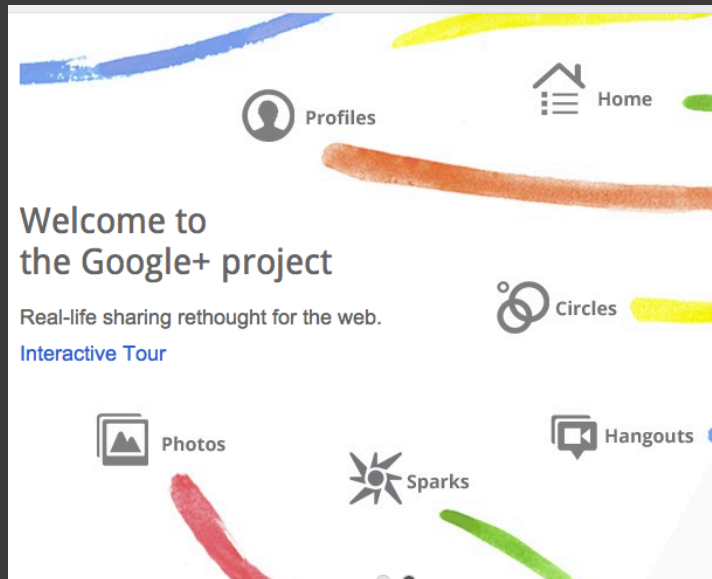 Profiles
Home
Welcome to
the Google+ project
Real-life sharing rethought for the web.
Interactive Tour
Circles
Photos
Hangouts
Sparks